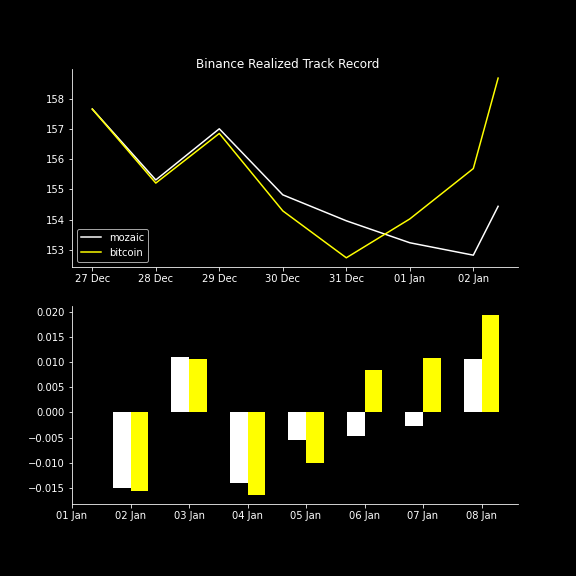 Binance Realized Track Record
158
157
156
155
154
153
mozaic
bitcoin
27 Dec 28 Dec 29 Dec 30 Dec 31 Dec 01 Jan 02 Jan
0.020
0.015
0.010
0.005
0.000
−0.005
−0.010
−0.015
01 Jan 02 Jan 03 Jan 04 Jan 05 Jan 06 Jan 07 Jan 08 Jan